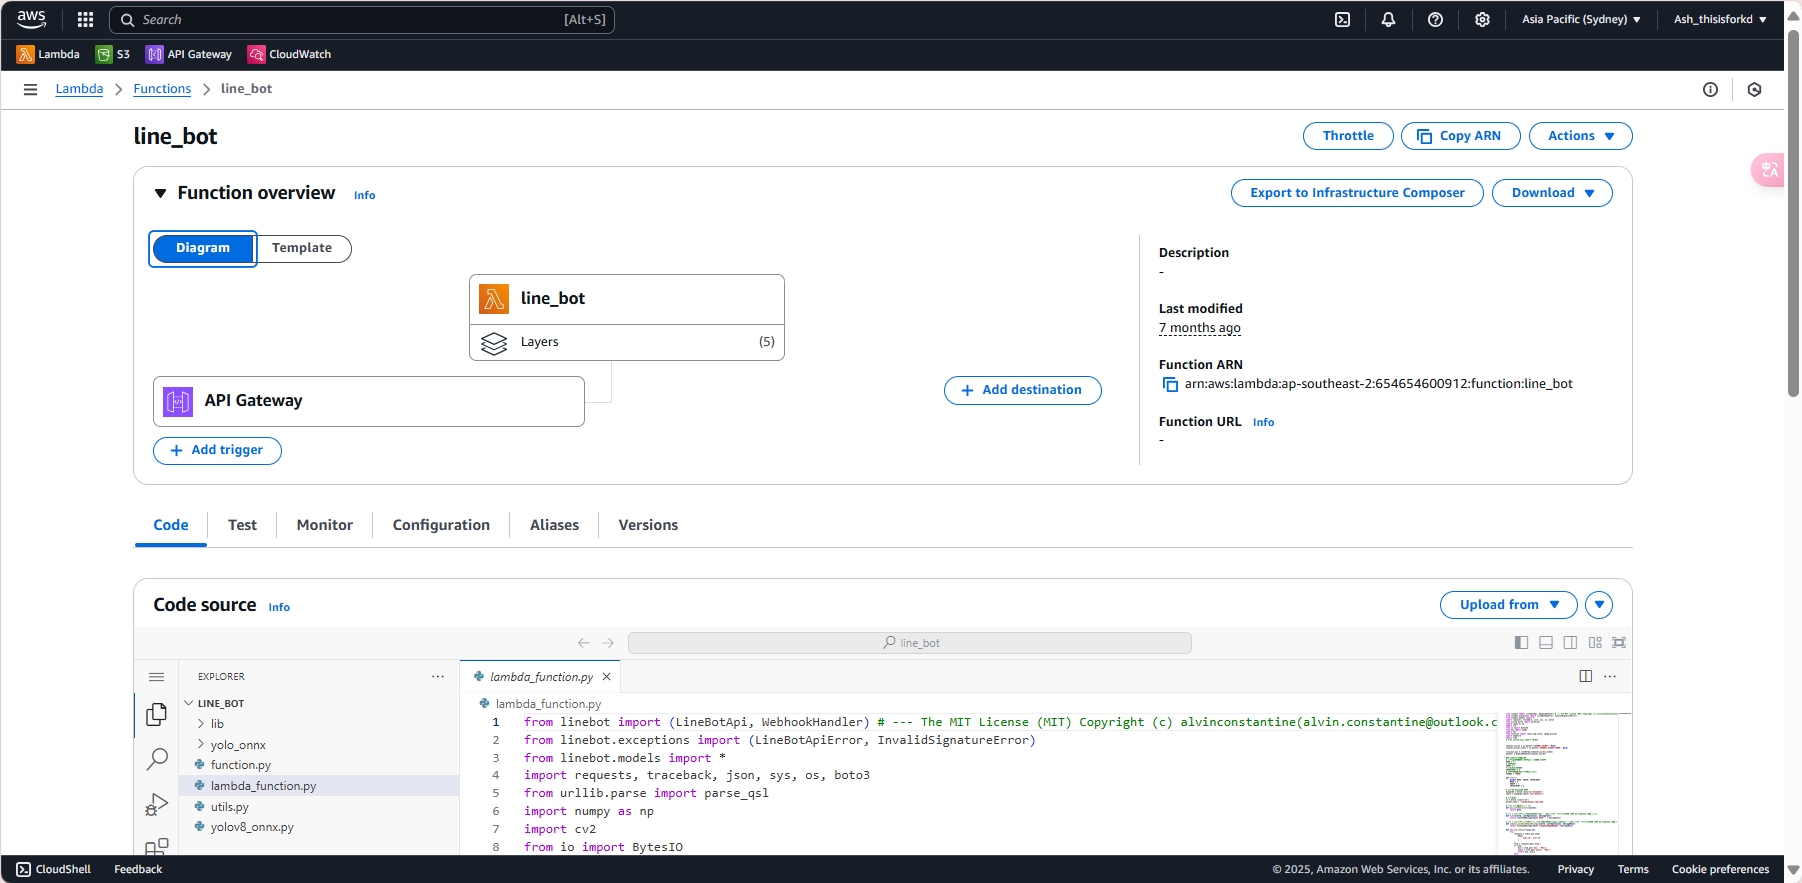 aws
Search [Alt+S]
Asia Pacific (Sydney)
Ash_thisisforkd
Lambda S3 API Gateway CloudWatch
Lambda Functions line_bot
line_bot
Throttle Copy ARN Actions
Function overview Info
Export to Infrastructure Composer Download
Diagram Template
line_bot
Layers (5)
API Gateway
Add trigger
Add destination
Description
-
Last modified
7 months ago
Function ARN
arn:aws:lambda:ap-southeast-2:654654600912:function:line_bot
Function URL Info
-
Code Test Monitor Configuration Aliases Versions
Code source Info
Upload from
line_bot
EXPLORER
LINE_BOT
lib
yolo_onnx
function.py
lambda_function.py
utils.py
yolov8_onnx.py
lambda_function.py
lambda_function.py
1 from linebot import (LineBotApi, WebhookHandler) # --- The MIT License (MIT) Copyright (c) alvinconstantine(alvin.constantine@outlook.c
2 from linebot.exceptions import (LineBotApiError, InvalidSignatureError)
3 from linebot.models import *
4 import requests, traceback, json, sys, os, boto3
5 from urllib.parse import parse_qsl
6 import numpy as np
7 import cv2
8 from io import BytesIO
中A
CloudShell Feedback
© 2025, Amazon Web Services, Inc. or its affiliates. Privacy Terms Cookie preferences